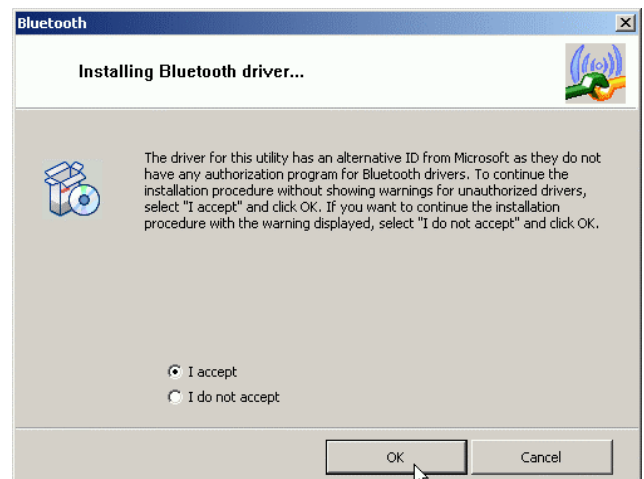 Bluetooth
Installing Bluetooth driver...
The driver for this utility has an alternative ID from Microsoft as they do not
have any authorization program for Bluetooth drivers. To continue the
installation procedure without showing warnings for unauthorized drivers,
select "I accept" and click OK. If you want to continue the installation
procedure with the warning displayed, select "I do not accept" and click OK.
I accept
I do not accept
OK
Cancel